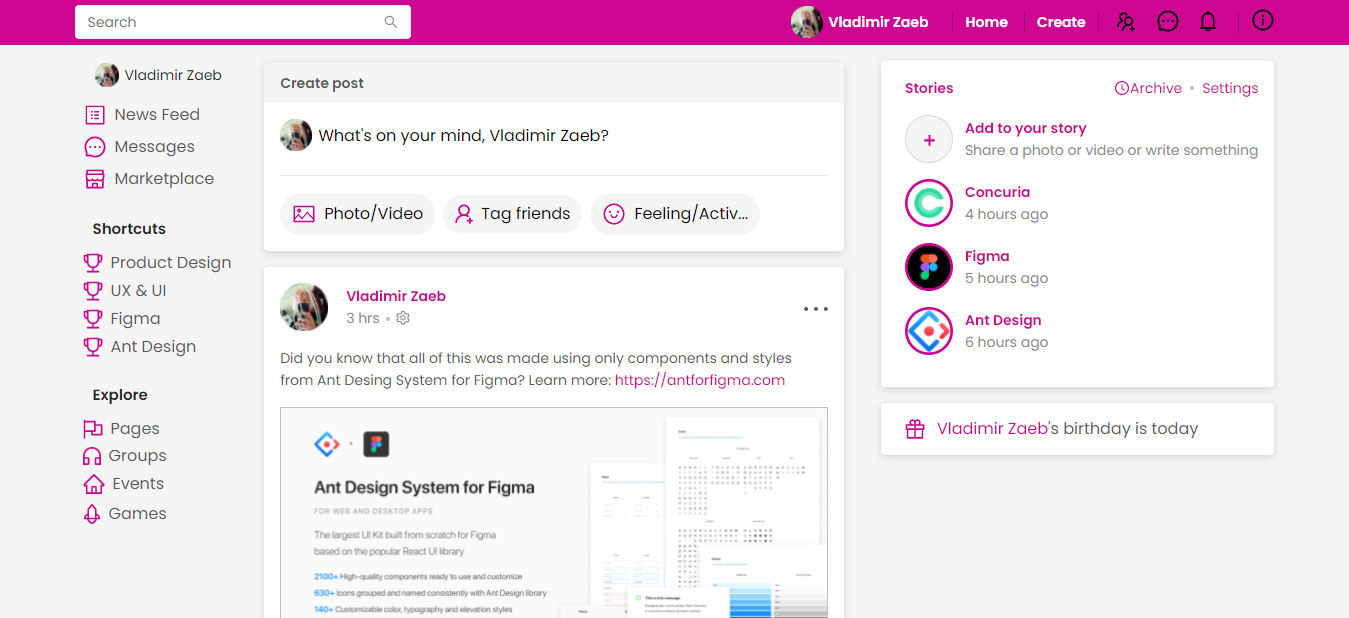 Search
Vladimir Zaeb
Home
Create
Vladimir Zaeb
News Feed
Messages
Marketplace
Shortcuts
Product Design
UX & UI
Figma
Ant Design
Explore
Pages
Groups
Events
Games
Create post
What's on your mind, Vladimir Zaeb?
Photo/Video
Tag friends
Feeling/Activ...
Vladimir Zaeb
3 hrs •
Did you know that all of this was made using only components and styles
from Ant Desing System for Figma? Learn more: https://antforfigma.com
Ant Design System for Figma
FOR WEB AND DESKTOP APPS
The largest UI Kit built from scratch for Figma
based on the popular React UI library
2100+ High-quality components ready to use and customize
630+ Icons grouped and named consistently with Ant Design library
140+ Customizable color, typography and elevation styles
Stories
Archive • Settings
Add to your story
Share a photo or video or write something
Concuria
4 hours ago
Figma
5 hours ago
Ant Design
6 hours ago
Vladimir Zaeb's birthday is today